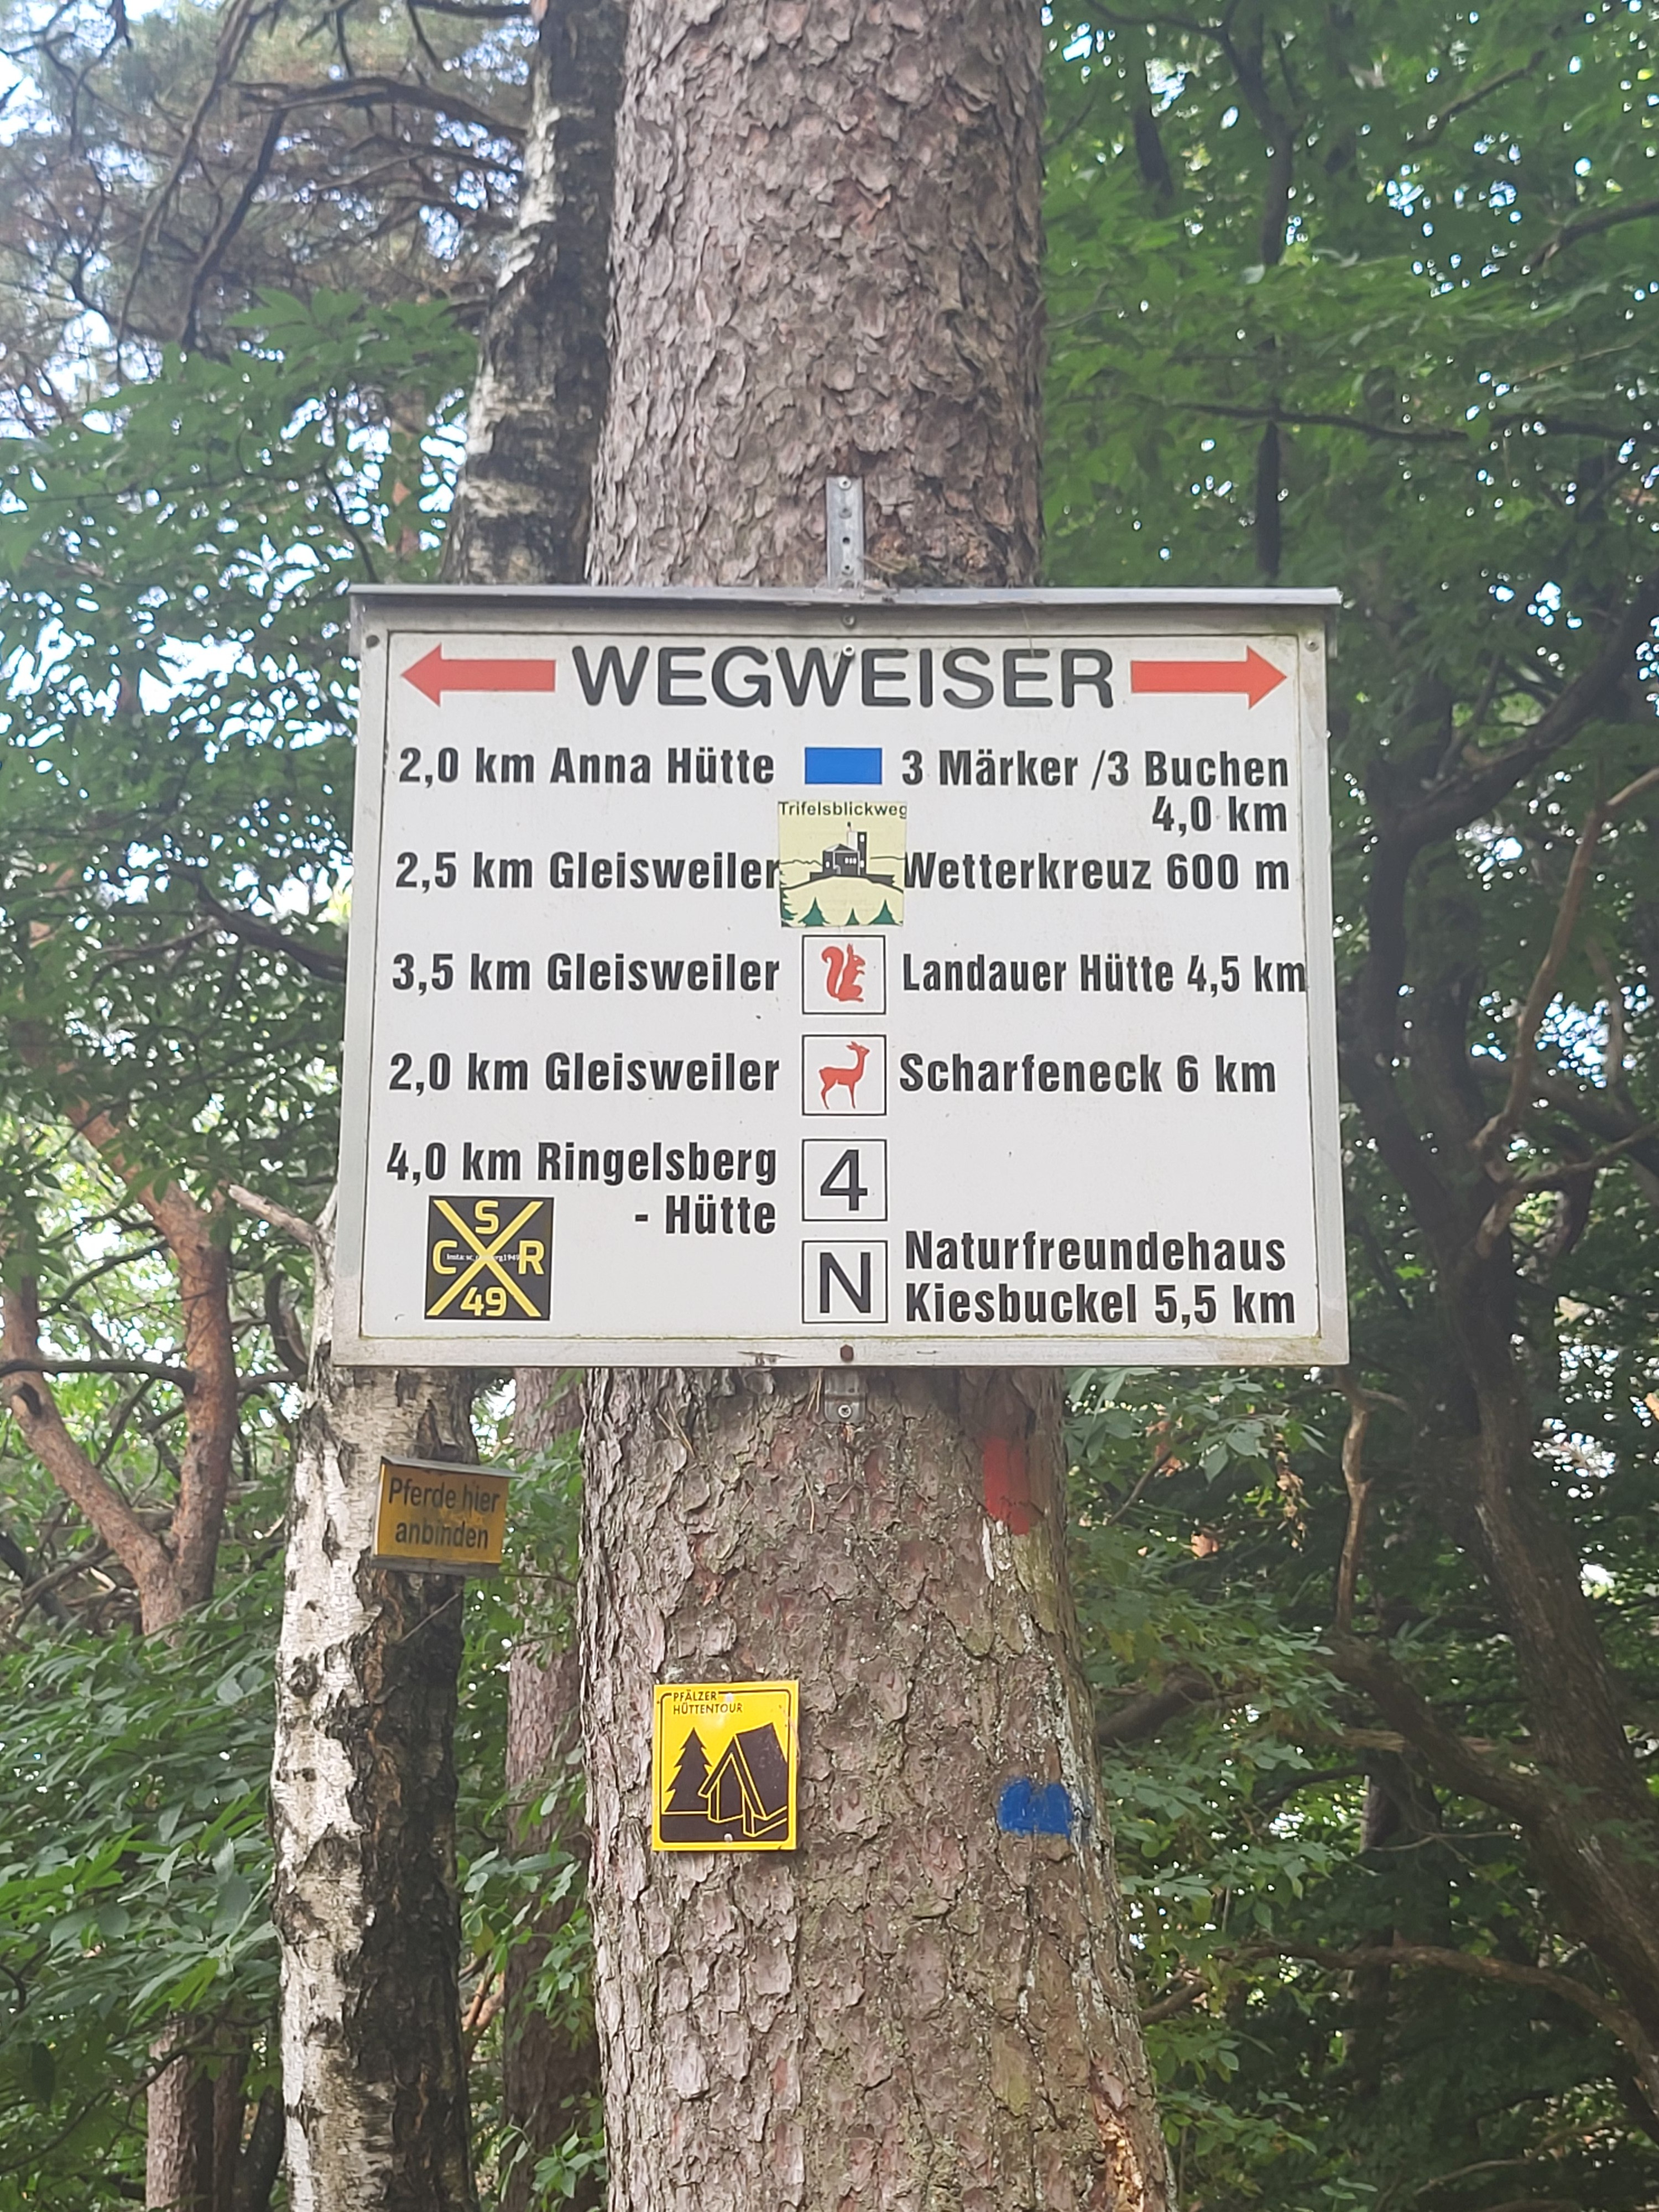 WEGWEISER
2,0 km Anna Hütte 3 Märker /3 Buchen
4,0 km
Trifelsblickweg
2,5 km Gleisweiler Wetterkreuz 600 m
3,5 km Gleisweiler Landauer Hütte 4,5 km
2,0 km Gleisweiler Scharfeneck 6 km
4,0 km Ringelsberg 4
- Hütte
S
C R
49
N Naturfreundehaus
Kiesbuckel 5,5 km
Pferde hier
anbinden
PFÄLZER
HÜTTENTOUR